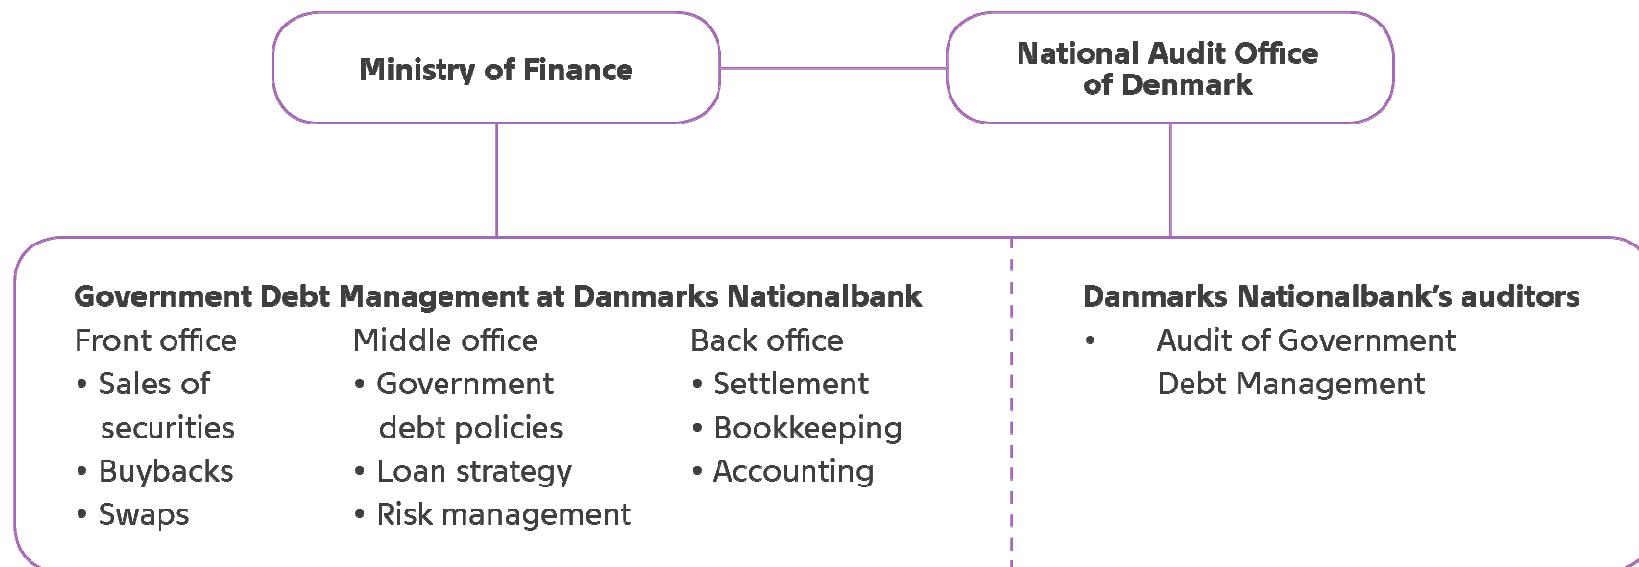 Ministry of Finance
National Audit Office
of Denmark
Government Debt Management at Danmarks Nationalbank
Front office
• Sales of
securities
• Buybacks
• Swaps
Middle office
• Government
debt policies
• Loan strategy
• Risk management
Back office
• Settlement
• Bookkeeping
• Accounting
Danmarks Nationalbank’s auditors
• Audit of Government
Debt Management